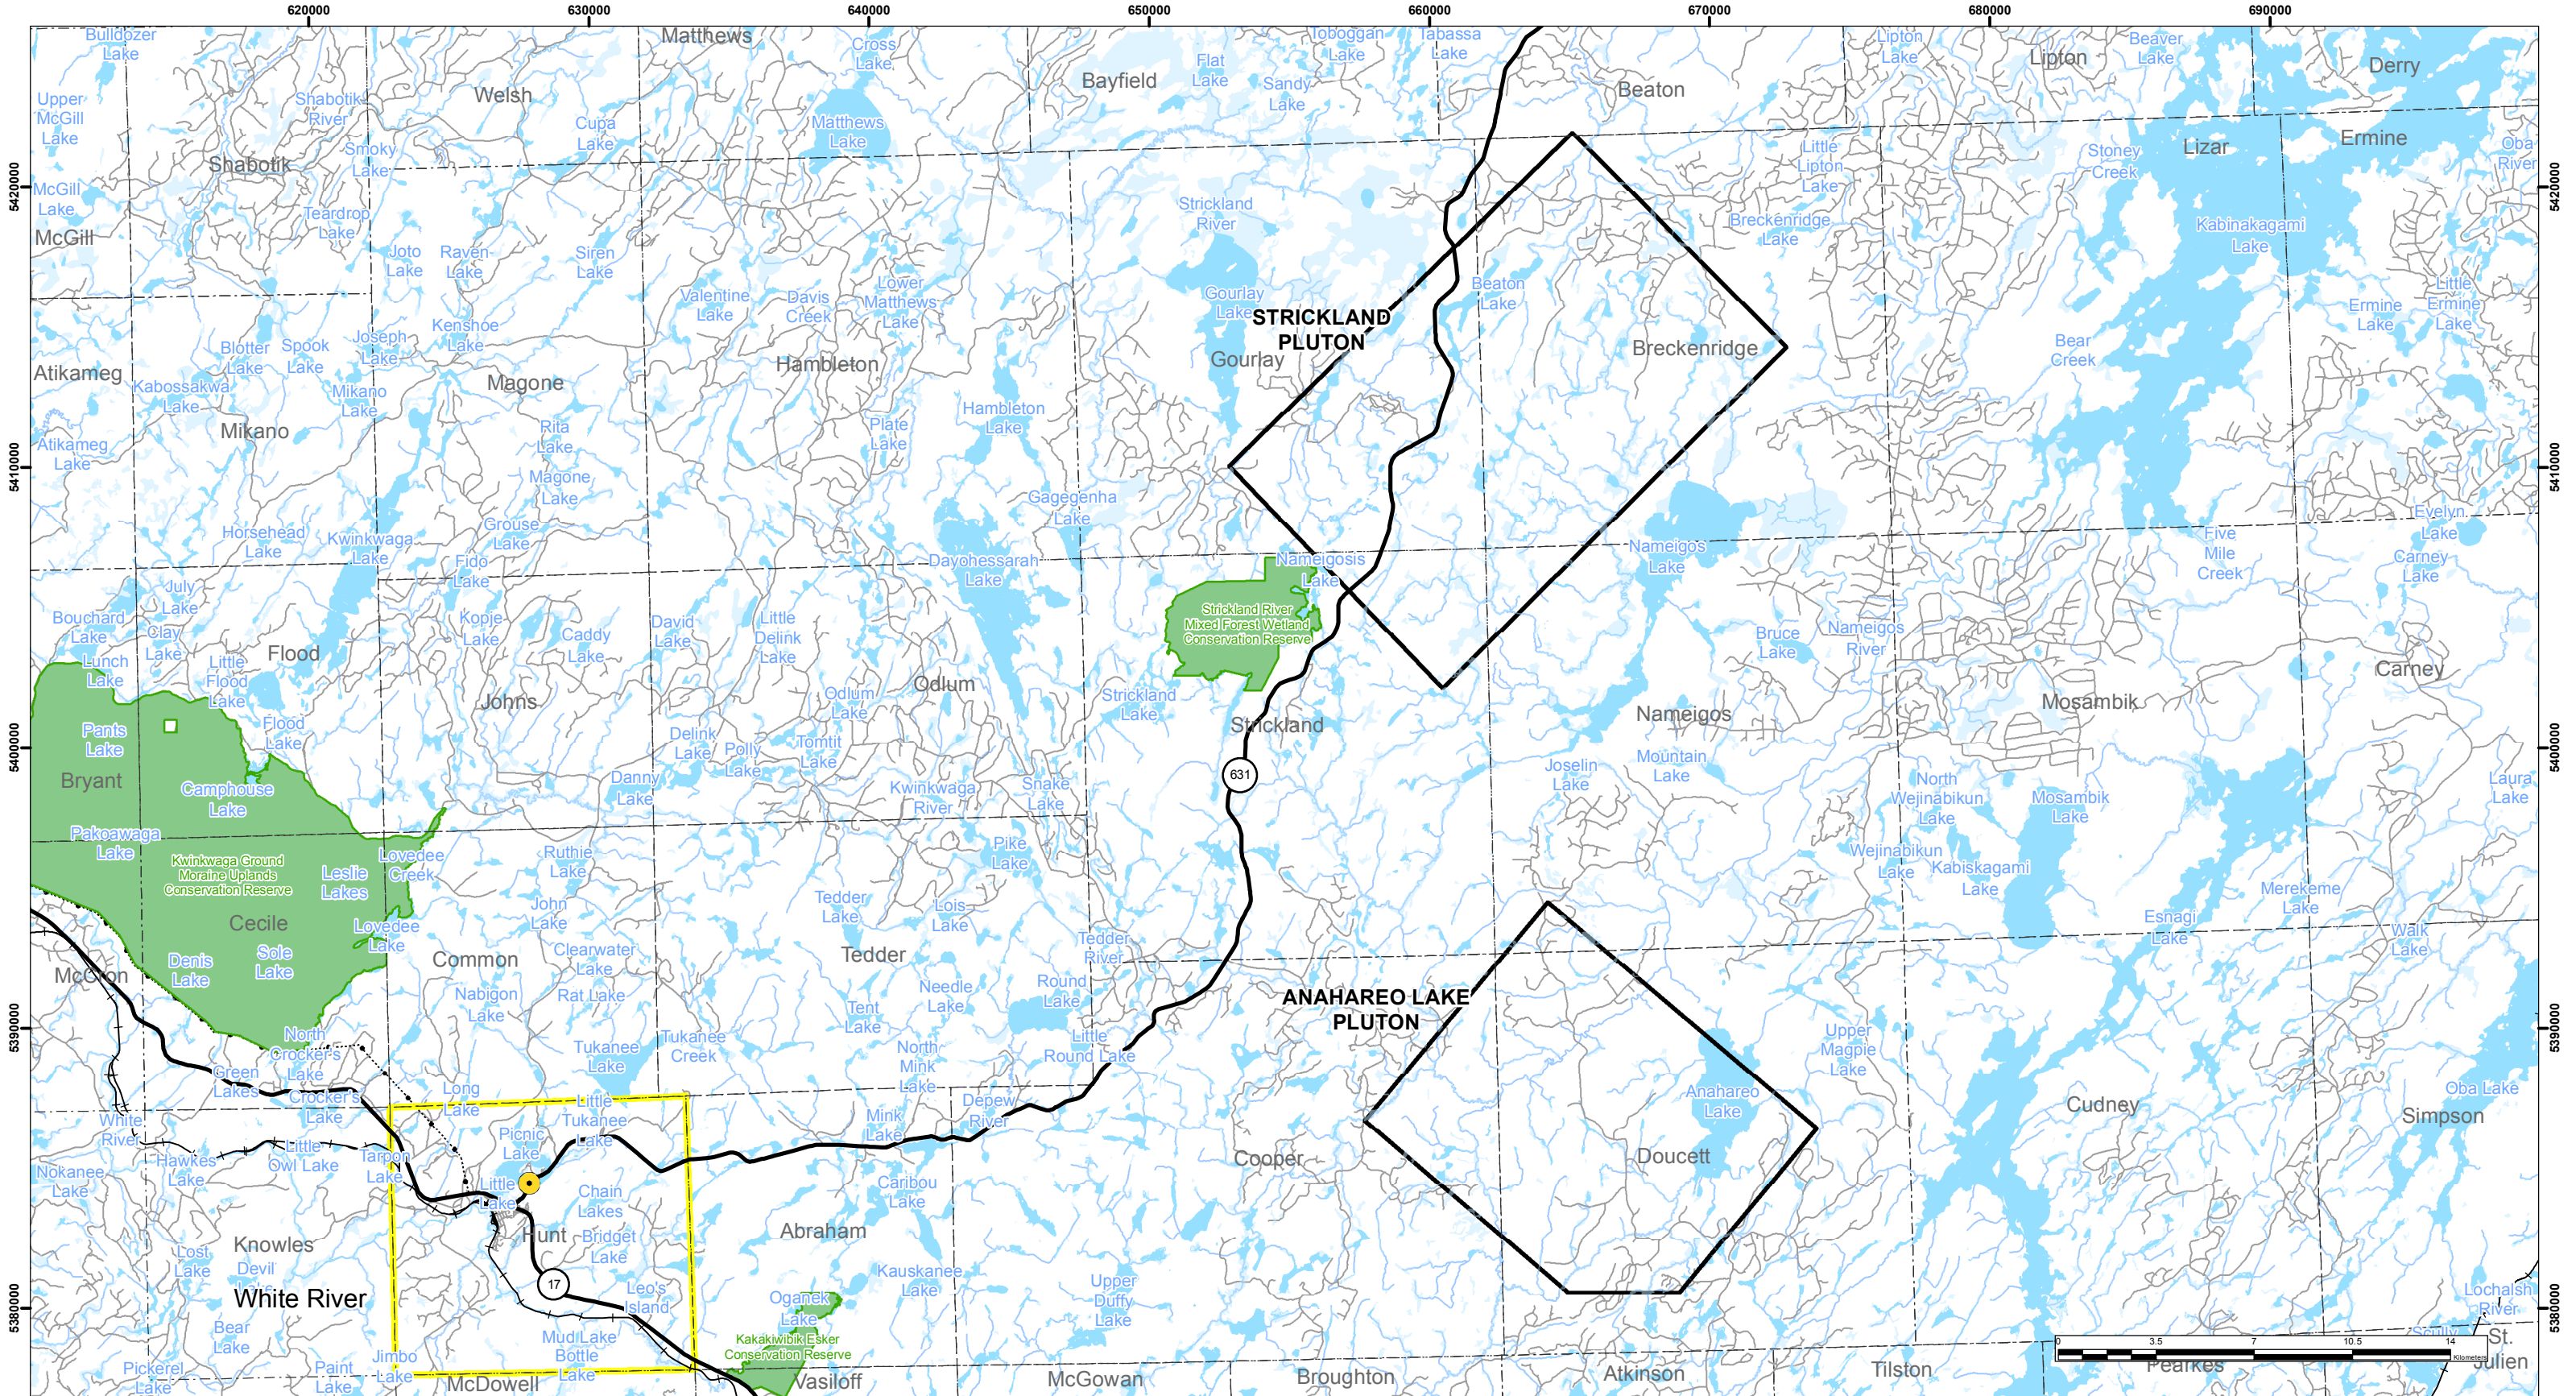 620000
630000
640000
650000
660000
670000
680000
690000
Bulldozer
Lake
Matthews
Cross
Lake
Bayfield
Flat
Lake
Sandy
Lake
Toboggan
Lake
Tabassa
Lake
Beaton
Lipton
Lake
Lipton
Beaver
Lake
Derry
Upper
McGill
Lake
Shabotik
River
Welsh
Cupa
Lake
Matthews
Lake
Smoky
Lake
Shabotik
Little
Lipton
Lake
Stoney
Creek
Lizar
Ermine
Oba
River
5420000
5420000
McGill
Lake
Teardrop
Lake
McGill
Joto
Lake
Raven
Lake
Siren
Lake
Strickland
River
Breckenridge
Lake
Kabinakagami
Lake
Valentine
Lake
Davis
Creek
Lower
Matthews
Lake
Gourlay
Lake
Beaton
Lake
STRICKLAND
PLUTON
Gourlay
Breckenridge
Bear
Creek
Ermine
Lake
Little
Ermine
Lake
Atikameg
Blotter
Lake
Spook
Lake
Joseph
Lake
Kenshoe
Lake
Kabossakwa
Lake
Mikano
Lake
Magone
Hambleton
Mikano
Rita
Lake
Plate
Lake
Hambleton
Lake
Atikameg
Lake
5410000
5410000
Magone
Lake
Gagegenha
Lake
Horsehead
Lake
Kwinkwaga
Lake
Grouse
Lake
Fido
Lake
Dayohessarah
Lake
Nameigosis
Lake
Nameigos
Lake
Five
Mile
Creek
Evelyn
Lake
Carney
Lake
July
Lake
Bouchard
Lake
Clay
Lake
Lunch
Lake
Little
Flood
Lake
Flood
Kopje
Lake
Caddy
Lake
David
Lake
Little
Delink
Lake
Strickland River
Mixed Forest Wetland
Conservation Reserve
Bruce
Lake
Nameigos
River
Carney
Pants
Lake
Flood
Lake
Johns
Odlum
Lake
Odlum
Strickland
Lake
Strickland
Nameigos
Mosambik
5400000
5400000
Bryant
Camphouse
Lake
Delink
Lake
Polly
Lake
Tomtit
Lake
Danny
Lake
Kwinkwaga
River
Snake
Lake
631
Joselin
Lake
Mountain
Lake
North
Wejinabikun
Lake
Mosambik
Lake
Laura
Lake
Pakoawaga
Lake
Kwinkwaga Ground
Moraine Uplands
Conservation Reserve
Leslie
Lakes
Lovedee
Creek
Ruthie
Lake
Pike
Lake
Wejinabikun
Lake
Kabiskagami
Lake
Merekeme
Lake
Cecile
Lovedee
Lake
John
Lake
Tedder
Lake
Lois
Lake
Esnagi
Lake
Walk
Lake
McCron
Denis
Lake
Sole
Lake
Common
Clearwater
Lake
Tedder
Tedder
River
Nabigon
Lake
Rat Lake
Needle
Lake
Tent
Lake
Round
Lake
ANAHAREO LAKE
PLUTON
5390000
5390000
North
Crocker's
Lake
Green
Lakes
Crocker's
Lake
Tukanee
Lake
Tukanee
Creek
North
Mink
Lake
Little
Round Lake
Upper
Magpie
Lake
Long
Lake
Little
Tukanee
Lake
Mink
Lake
Depew
River
Anahareo
Lake
Cudney
Oba Lake
Simpson
White
River
Hawkes
Lake
Little
Owl Lake
Tarpon
Lake
Picnic
Lake
Nokanee
Lake
Little
Lake
Chain
Lakes
Caribou
Lake
Cooper
Doucett
Hunt
Bridget
Lake
Abraham
Knowles
Lost
Lake
Devil
White River
17
Leo's
Island
Oganek
Lake
Kauskanee
Lake
Upper
Duffy
Lake
Lochalsh
River
5380000
5380000
Bear
Lake
Mud Lake
Bottle
Lake
Kakakiwibik Esker
Conservation Reserve
Jimbo
Lake
Pickerel
Lake
Paint
Lake
McDowell
Vasiloff
McGowan
Broughton
Atkinson
Tilston
Pearkes
St.
Julien
0 3.5 7 10.5 14
Kilometers